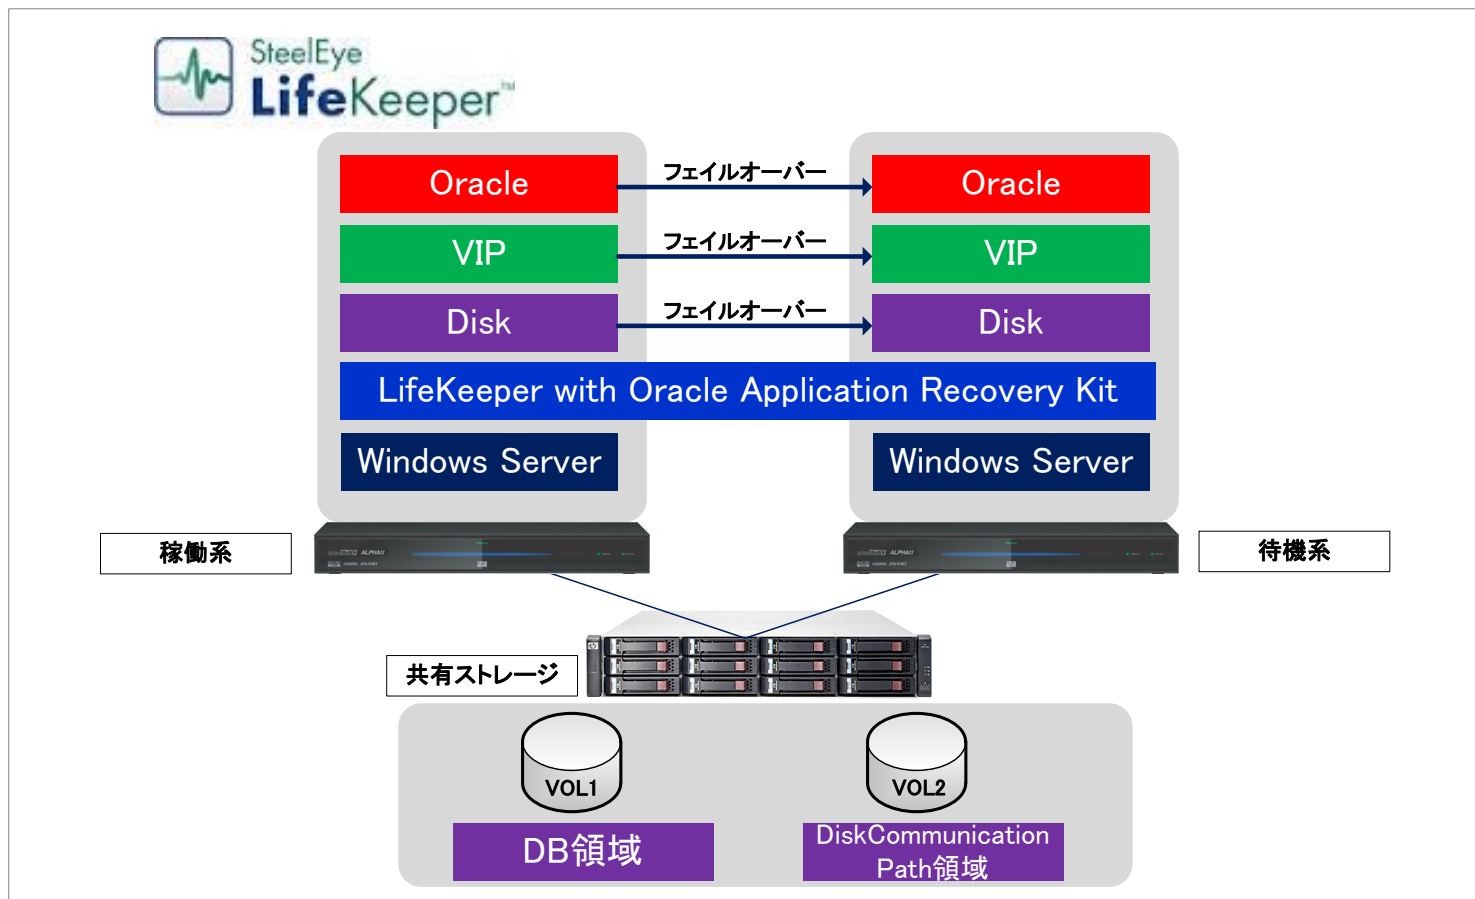 SteelEye
LifeKeeper™
Oracle
フェイルオーバー
Oracle
VIP
フェイルオーバー
VIP
Disk
フェイルオーバー
Disk
LifeKeeper with Oracle Application Recovery Kit
Windows Server
Windows Server
稼働系
ALPHA11
ALPHA11
待機系
共有ストレージ
VOL1
VOL2
DB領域
DiskCommunication
Path領域